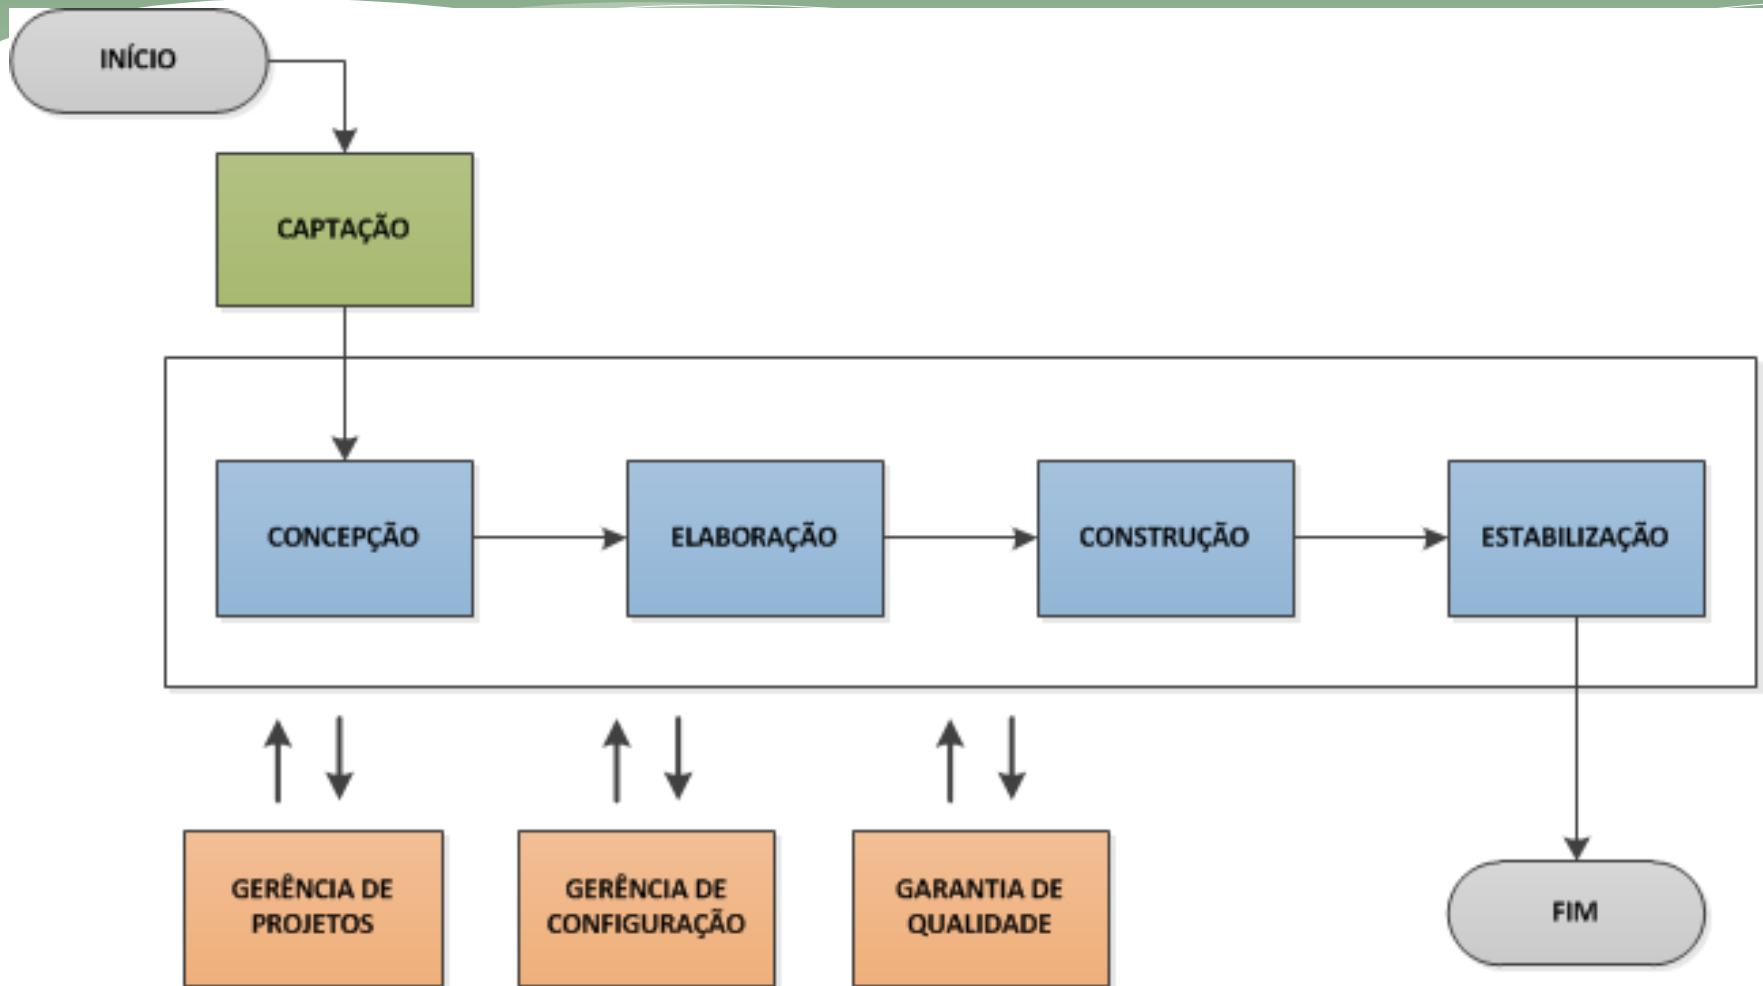 INÍCIO
CAPTAÇÃO
CONCEPÇÃO
ELABORAÇÃO
CONSTRUÇÃO
ESTABILIZAÇÃO
GERÊNCIA DE
PROJETOS
GERÊNCIA DE
CONFIGURAÇÃO
GARANTIA DE
QUALIDADE
FIM